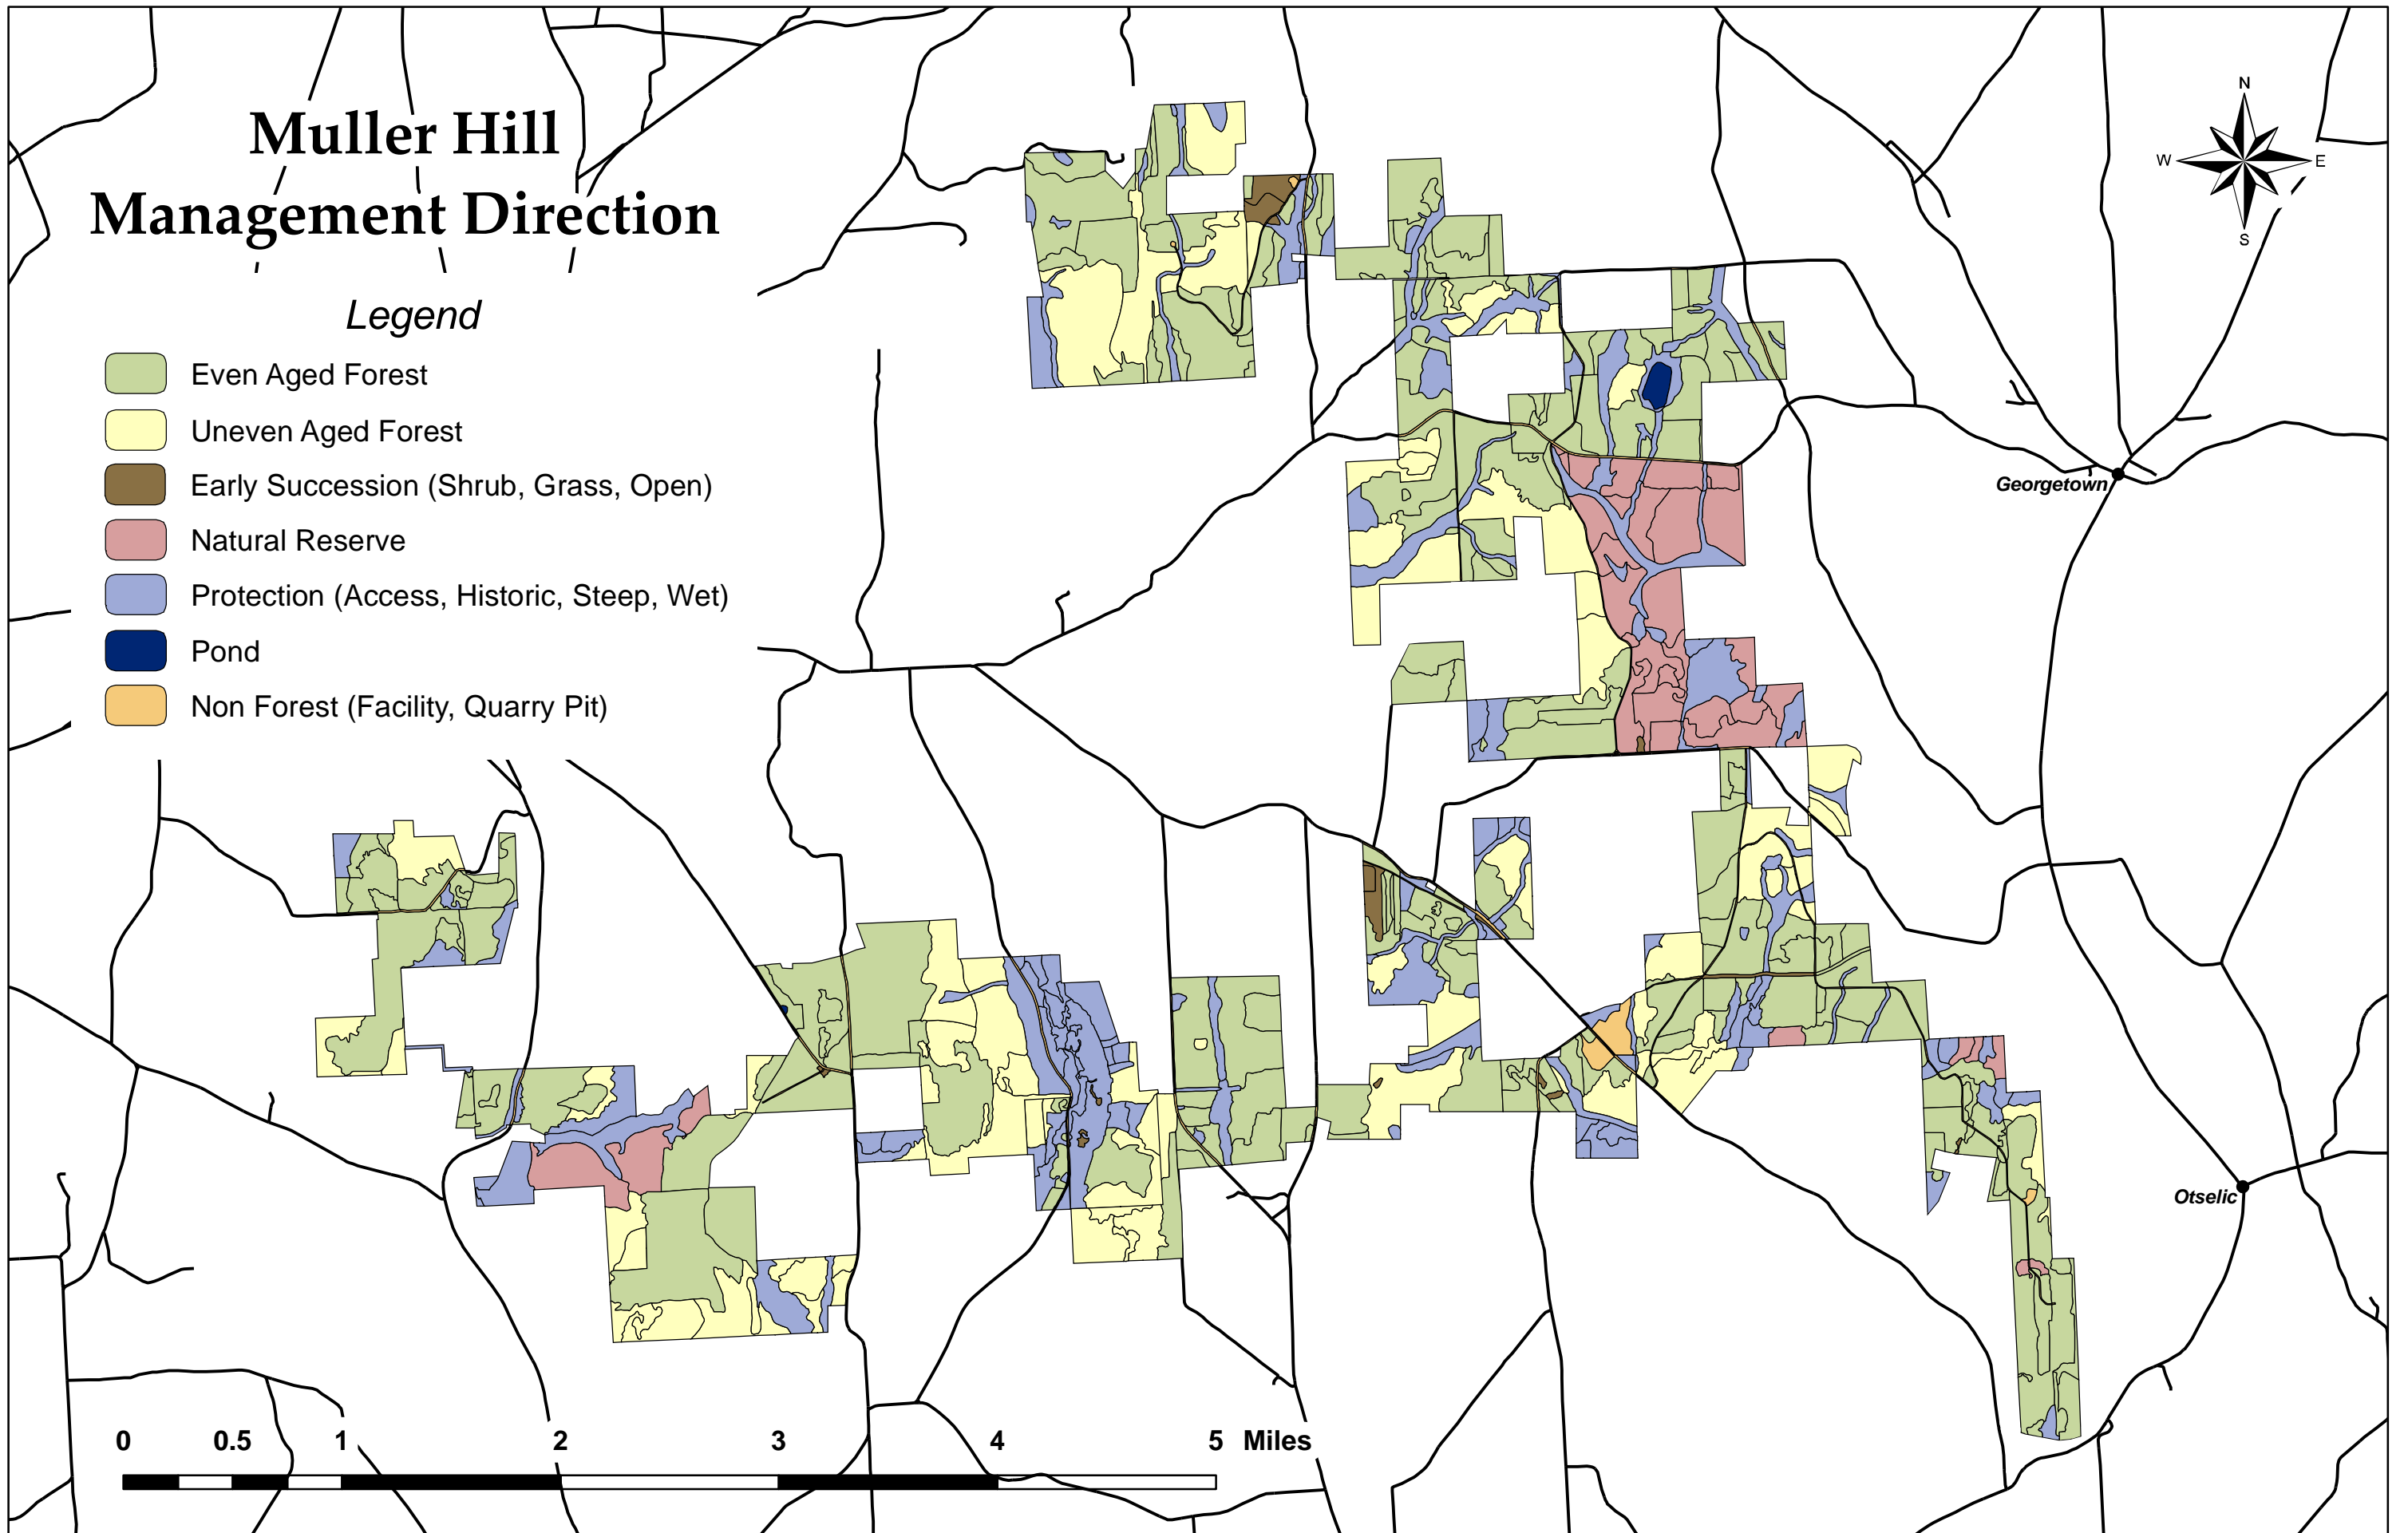 Muller Hill
Management Direction
Legend
Even Aged Forest
Uneven Aged Forest
Early Succession (Shrub, Grass, Open)
Natural Reserve
Protection (Access, Historic, Steep, Wet)
Pond
Non Forest (Facility, Quarry Pit)
N
W E
S
Georgetown
Otselic
0 0.5 1 2 3 4 5 Miles